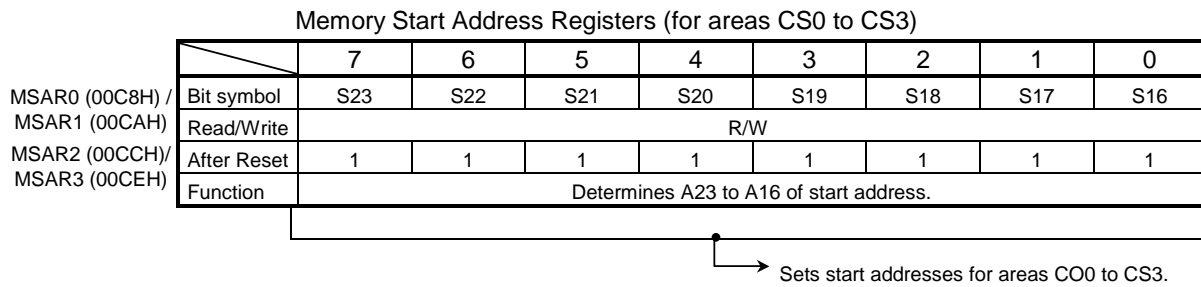 Memory Start Address Registers (for areas CS0 to CS3)
7 6 5 4 3 2 1 0
MSAR0 (00C8H) / Bit symbol S23 S22 S21 S20 S19 S18 S17 S16
MSAR1 (00CAH) Read/Write R/W
MSAR2 (00CCH)/ After Reset 1 1 1 1 1 1 1 1
MSAR3 (00CEH) Function Determines A23 to A16 of start address.
Sets start addresses for areas CO0 to CS3.